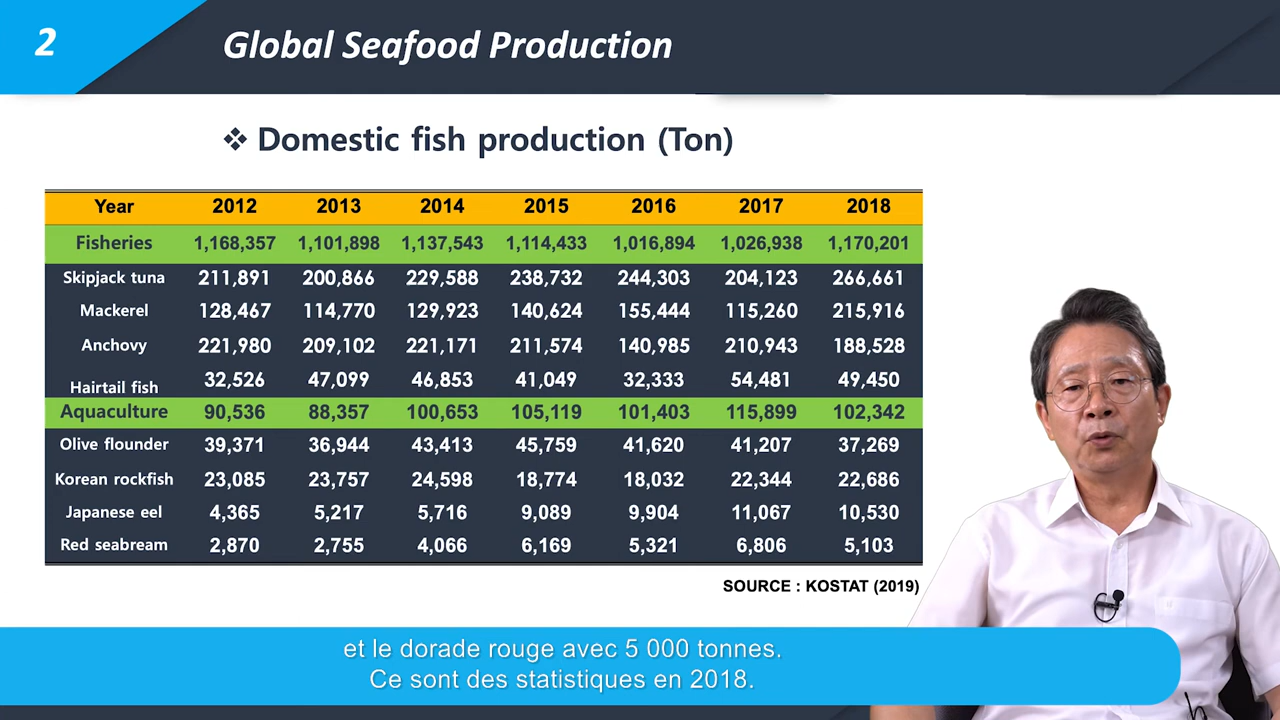 2
Global Seafood Production
❖ Domestic fish production (Ton)
Year 2012 2013 2014 2015 2016 2017 2018
Fisheries 1,168,357 1,101,898 1,137,543 1,114,433 1,016,894 1,026,938 1,170,201
Skipjack tuna 211,891 200,866 229,588 238,732 244,303 204,123 266,661
Mackerel 128,467 114,770 129,923 140,624 155,444 115,260 215,916
Anchovy 221,980 209,102 221,171 211,574 140,985 210,943 188,528
Hairtail fish 32,526 47,099 46,853 41,049 32,333 54,481 49,450
Aquaculture 90,536 88,357 100,653 105,119 101,403 115,899 102,342
Olive flounder 39,371 36,944 43,413 45,759 41,620 41,207 37,269
Korean rockfish 23,085 23,757 24,598 18,774 18,032 22,344 22,686
Japanese eel 4,365 5,217 5,716 9,089 9,904 11,067 10,530
Red seabream 2,870 2,755 4,066 6,169 5,321 6,806 5,103
SOURCE : KOSTAT (2019)
et le dorade rouge avec 5 000 tonnes.
Ce sont des statistiques en 2018.